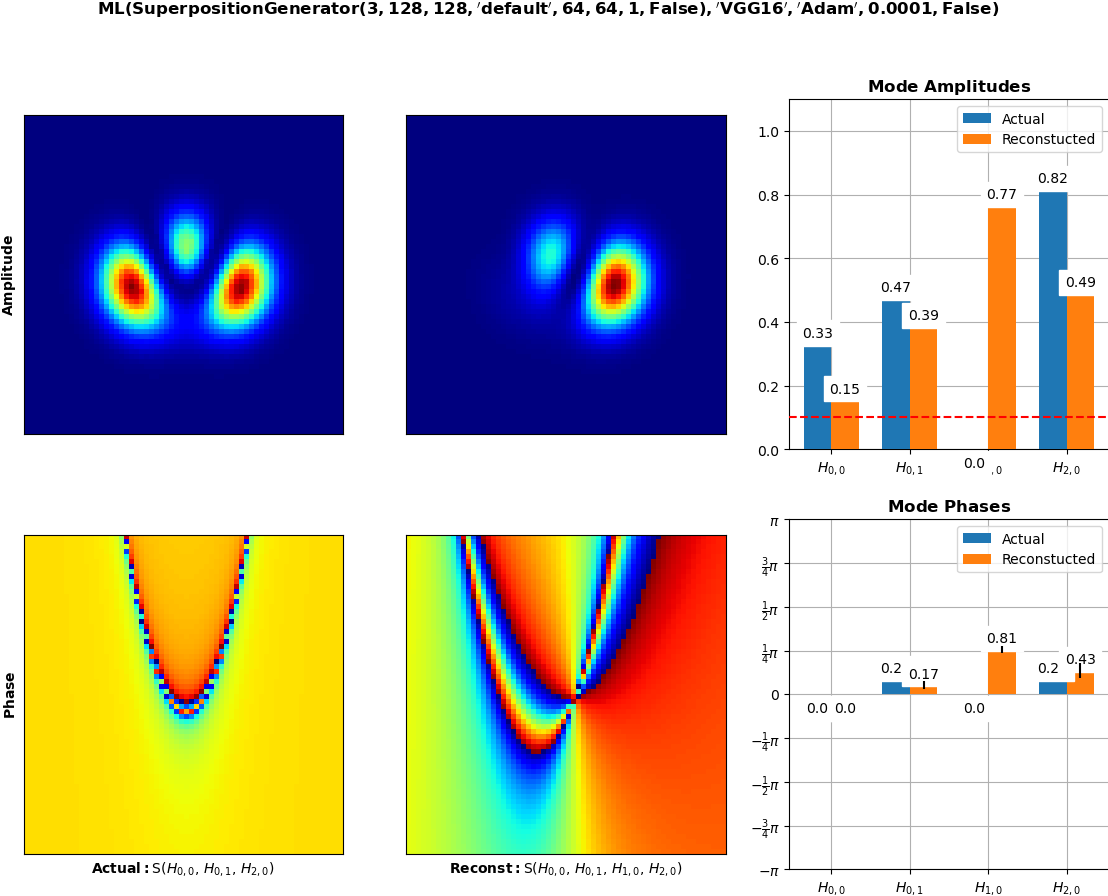 ML(SuperpositionGenerator(3, 128, 128, 'default', 64, 64, 1, False), 'VGG16', 'Adam', 0.0001, False)
Amplitude
Mode Amplitudes
Actual
Reconstucted
1.0
0.8
0.6
0.4
0.2
0.0
0.33
0.15
0.47
0.39
0.0
0.77
0.82
0.49
H0,0
H0,1
,0
H2,0
Phase
Actual: S(H0,0, H0,1, H2,0)
Reconst: S(H0,0, H0,1, H1,0, H2,0)
Mode Phases
Actual
Reconstucted
π
3/4π
1/2π
1/4π
0
−1/4π
−1/2π
−3/4π
−π
0.0
0.0
0.2
0.17
0.0
0.81
0.2
0.43
H0,0
H0,1
H1,0
H2,0